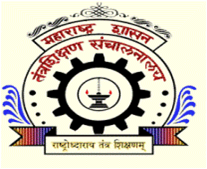 महाराष्ट्र शासन
तंत्रशिक्षण संचालनालय
राष्ट्रोध्दाराय तंत्र शिक्षणम्